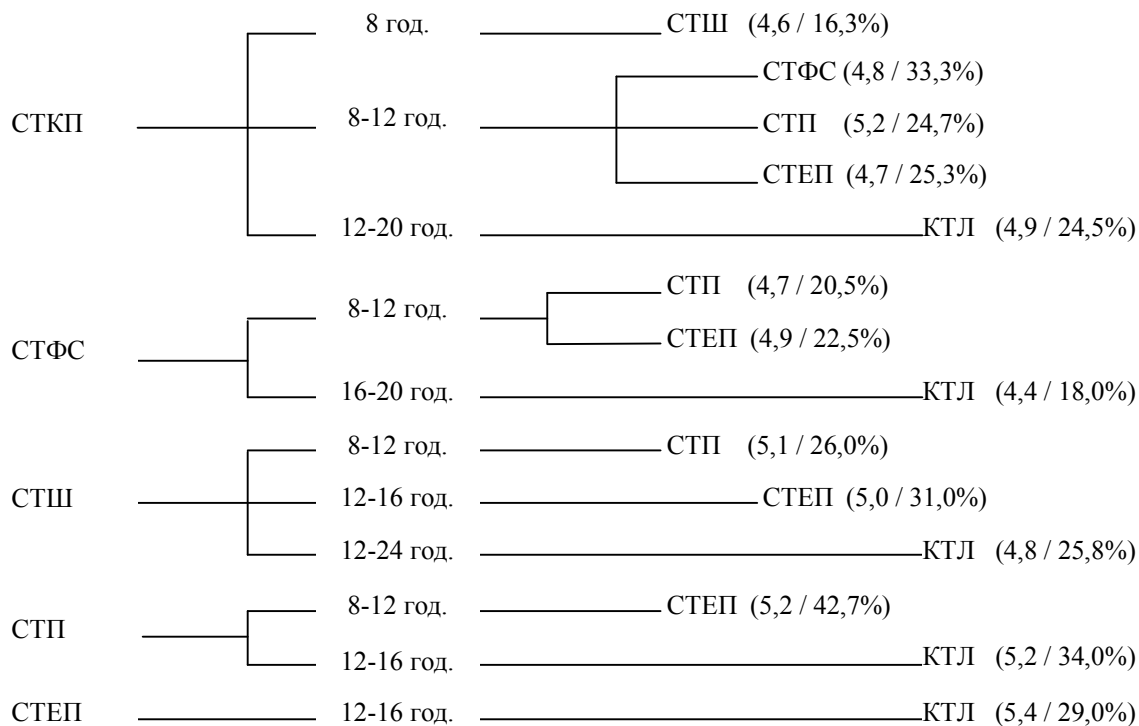 8 год. СТШ (4,6 / 16,3%)
СТФС (4,8 / 33,3%)
СТКП 8-12 год. СТП (5,2 / 24,7%)
СТЕП (4,7 / 25,3%)
12-20 год. КТЛ (4,9 / 24,5%)
СТП (4,7 / 20,5%)
8-12 год.
СТЕП (4,9 / 22,5%)
СТФС
16-20 год. КТЛ (4,4 / 18,0%)
8-12 год. СТП (5,1 / 26,0%)
СТШ 12-16 год. СТЕП (5,0 / 31,0%)
12-24 год. КТЛ (4,8 / 25,8%)
8-12 год. СТЕП (5,2 / 42,7%)
СТП
12-16 год. КТЛ (5,2 / 34,0%)
СТЕП 12-16 год. КТЛ (5,4 / 29,0%)